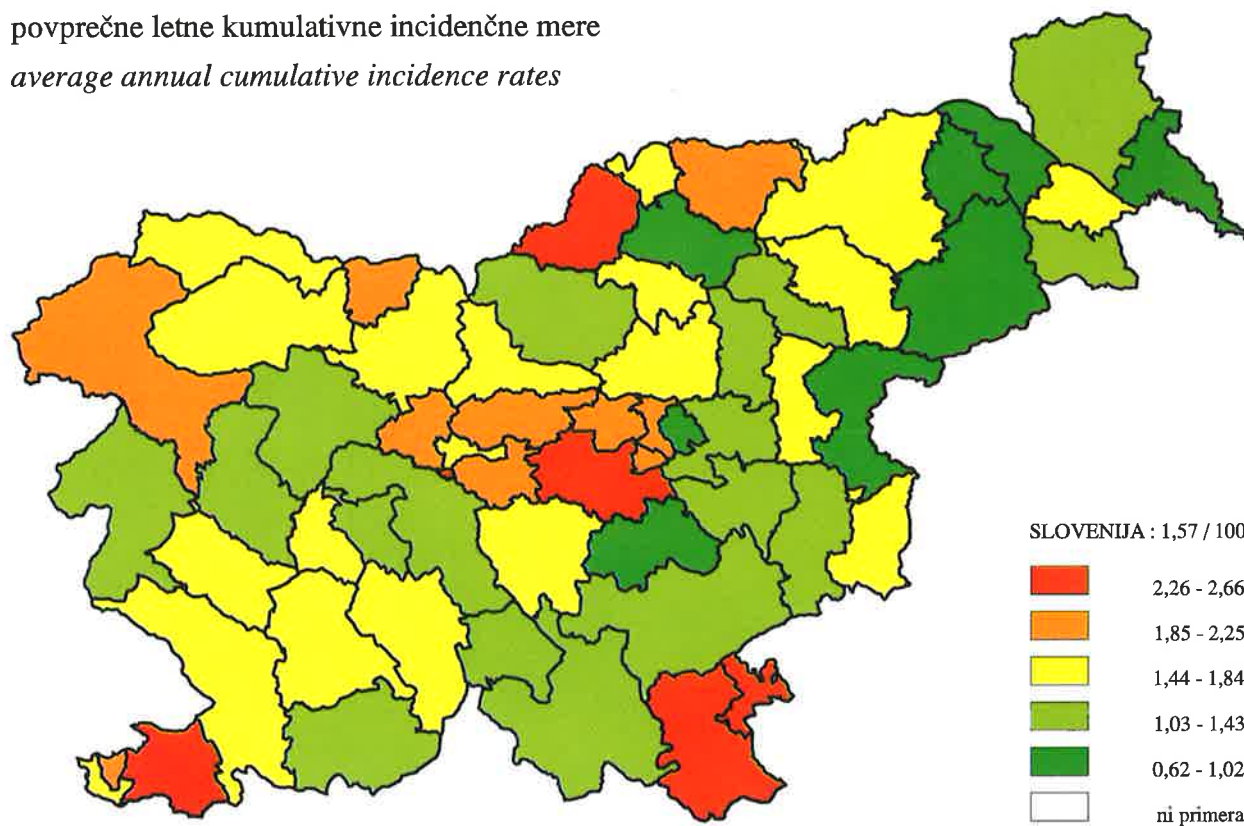 povprečne letne kumulativne incidenčne mere
average annual cumulative incidence rates
SLOVENIJA : 1,57 / 100
2,26 - 2,66
1,85 - 2,25
1,44 - 1,84
1,03 - 1,43
0,62 - 1,02
ni primera